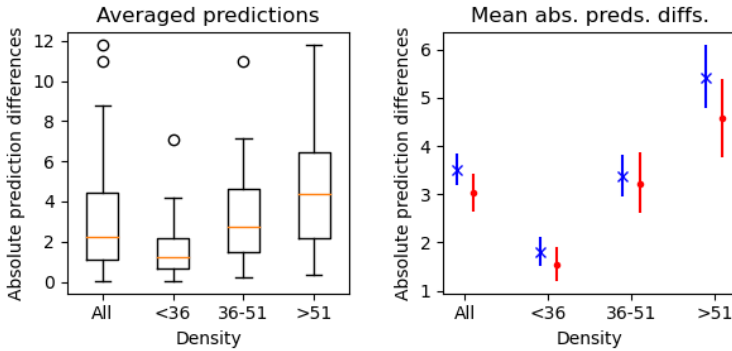 Averaged predictions
Absolute prediction differences
12
10
8
6
4
2
0
All
<36
36-51
>51
Density
Mean abs. preds. diffs.
Absolute prediction differences
6
5
4
3
2
1
All
<36
36-51
>51
Density